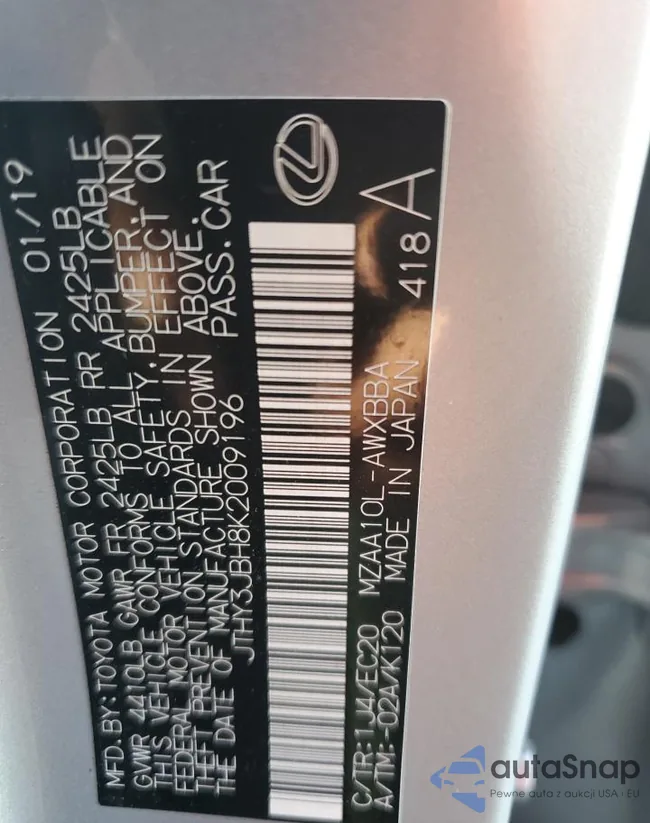 MFD. BY: TOYOTA MOTOR CORPORATION 01/19
GVWR 4410LB GAWR FR 2425LB RR 2425LB
THIS VEHICLE CONFORMS TO ALL APPLICABLE
FEDERAL MOTOR VEHICLE SAFETY, BUMPER, AND
THEFT PREVENTION STANDARDS IN EFFECT ON
THE DATE OF MANUFACTURE SHOWN ABOVE.
JTHY3JBH8K2009196 PASS.CAR
C/TR:1J4/EC20 MZAA10L-AWXBBA
A/TM:-02A/K120 MADE IN JAPAN 418 A
autaSnap
Pewne auta z aukcji USA i EU